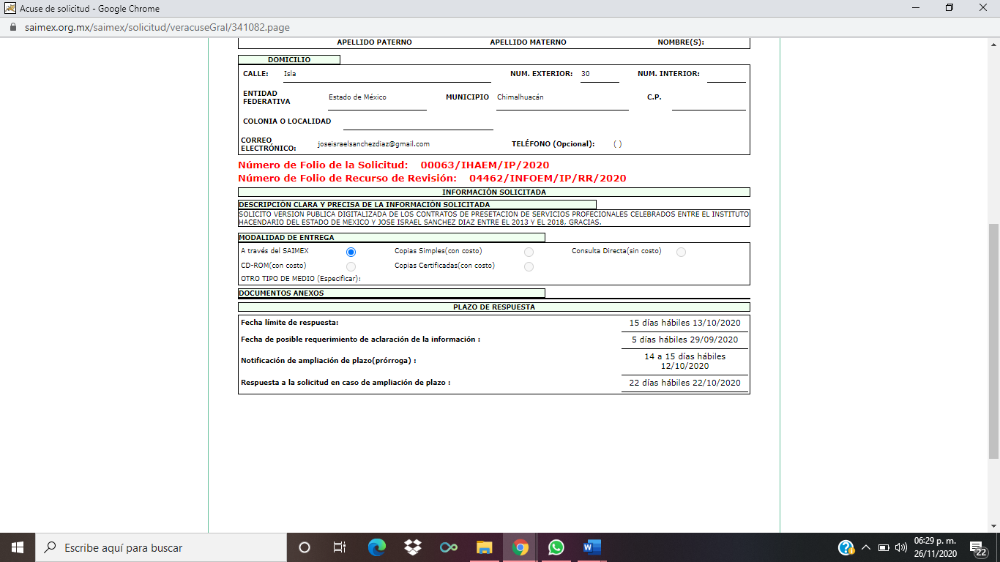 Acuse de solicitud - Google Chrome
saimex.org.mx/saimex/solicitud/veracuseGral/341082.page
APELLIDO PATERNO APELLIDO MATERNO NOMBRE(S):
DOMICILIO
CALLE: Isla NUM. EXTERIOR: 30 NUM. INTERIOR:
ENTIDAD FEDERATIVA Estado de México MUNICIPIO Chimalhuacán C.P.
COLONIA O LOCALIDAD
CORREO ELECTRÓNICO: joseisraelsanchezdiaz@gmail.com TELÉFONO (Opcional): ( )
Número de Folio de la Solicitud: 00063/IHAEM/IP/2020
Número de Folio de Recurso de Revisión: 04462/INFOEM/IP/RR/2020
INFORMACIÓN SOLICITADA
DESCRIPCIÓN CLARA Y PRECISA DE LA INFORMACIÓN SOLICITADA
SOLICITO VERSION PUBLICA DIGITALIZADA DE LOS CONTRATOS DE PRESETACION DE SERVICIOS PROFECIONALES CELEBRADOS ENTRE EL INSTITUTO
HACENDARIO DEL ESTADO DE MEXICO Y JOSE ISRAEL SANCHEZ DIAZ ENTRE EL 2013 Y EL 2018, GRACIAS.
MODALIDAD DE ENTREGA
A través del SAIMEX Copias Simples(con costo) Consulta Directa(sin costo)
CD-ROM(con costo) Copias Certificadas(con costo)
OTRO TIPO DE MEDIO (Especificar):
DOCUMENTOS ANEXOS
PLAZO DE RESPUESTA
Fecha límite de respuesta: 15 días hábiles 13/10/2020
Fecha de posible requerimiento de aclaración de la información : 5 días hábiles 29/09/2020
Notificación de ampliación de plazo(prórroga) : 14 a 15 días hábiles 12/10/2020
Respuesta a la solicitud en caso de ampliación de plazo : 22 días hábiles 22/10/2020
Escribe aquí para buscar
06:29 p. m.
26/11/2020
22